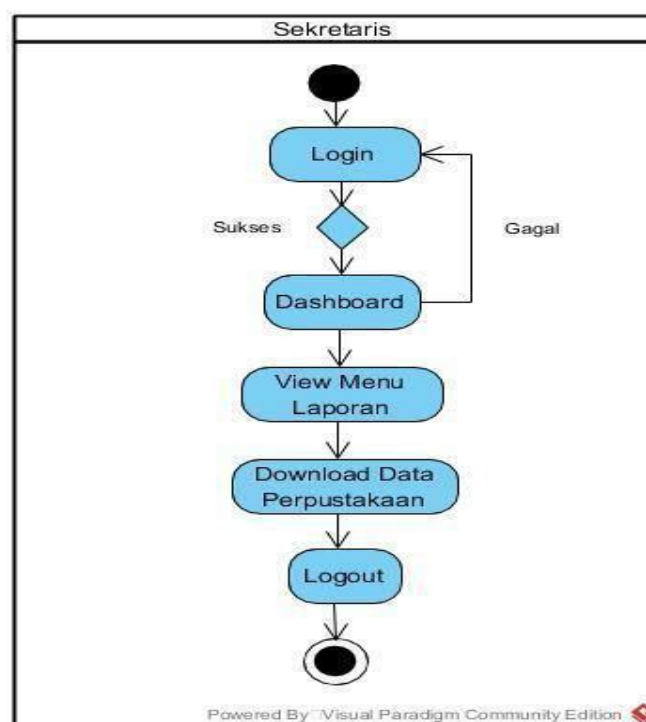 Sekretaris
Login
Sukses
Gagal
Dashboard
View Menu
Laporan
Download Data
Perpustakaan
Logout
Powered By Visual Paradigm Community Edition